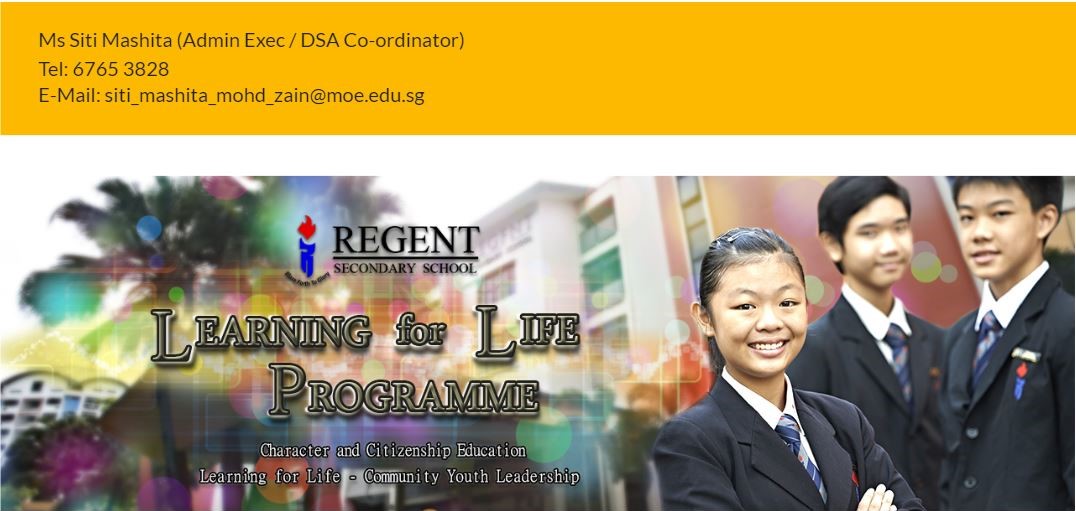 Ms Siti Mashita (Admin Exec / DSA Co-ordinator)
Tel: 6765 3828
E-Mail: siti_mashita_mohd_zain@moe.edu.sg
REGENT
SECONDARY SCHOOL
LEARNING for LIFE
PROGRAMME
Character and Citizenship Education
Learning for Life - Community Youth Leadership